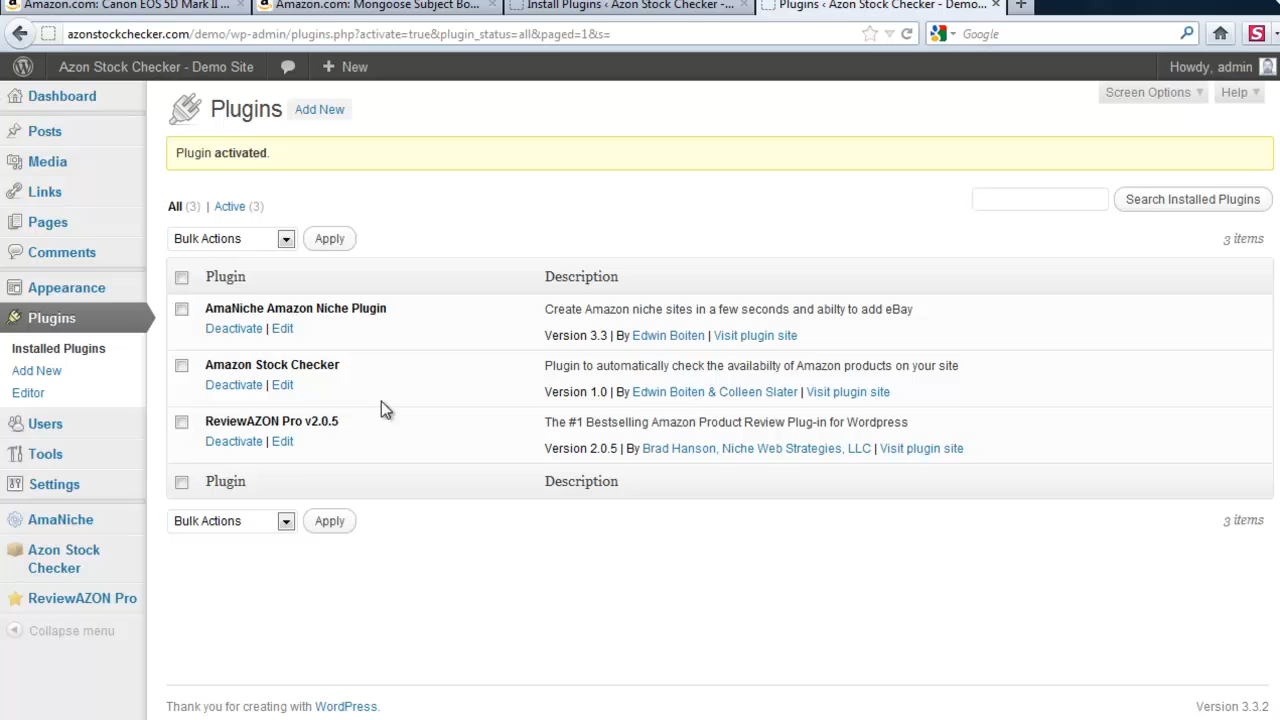 Amazon.com: Canon EOS 5D Mark II ... × Amazon.com: Mongoose Subject Bo... × Install Plugins ‹ Azon Stock Checker -... × Plugins ‹ Azon Stock Checker - Demo... × +
azonstockchecker.com/demo/wp-admin/plugins.php?activate=true&plugin_status=all&paged=1&s= Google
Azon Stock Checker - Demo Site + New Howdy, admin
Dashboard
Posts
Media
Links
Pages
Comments
Appearance
Plugins
Installed Plugins
Add New
Editor
Users
Tools
Settings
AmaNiche
Azon Stock
Checker
ReviewAZON Pro
Collapse menu
Screen Options Help
Plugins Add New
Plugin activated.
All (3) | Active (3)
Search Installed Plugins
Bulk Actions Apply 3 items
Plugin Description
AmaNiche Amazon Niche Plugin Create Amazon niche sites in a few seconds and abilty to add eBay
Deactivate | Edit Version 3.3 | By Edwin Boiten | Visit plugin site
Amazon Stock Checker Plugin to automatically check the availabilty of Amazon products on your site
Deactivate | Edit Version 1.0 | By Edwin Boiten & Colleen Slater | Visit plugin site
ReviewAZON Pro v2.0.5 The #1 Bestselling Amazon Product Review Plug-in for Wordpress
Deactivate | Edit Version 2.0.5 | By Brad Hanson, Niche Web Strategies, LLC | Visit plugin site
Plugin Description
Bulk Actions Apply 3 items
Thank you for creating with WordPress. Version 3.3.2